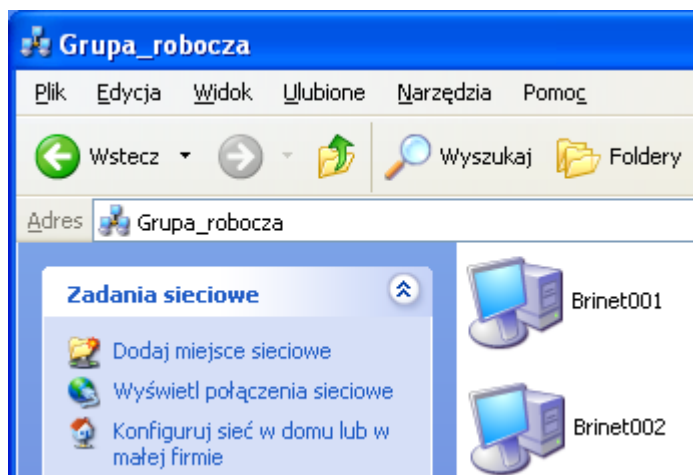 Grupa_robocza
Plik Edycja Widok Ulubione Narzędzia Pomoc
Wstecz Wyszukaj Foldery
Adres Grupa_robocza
Zadania sieciowe
Dodaj miejsce sieciowe
Wyświetl połączenia sieciowe
Konfiguruj sieć w domu lub w
małej firmie
Brinet001
Brinet002